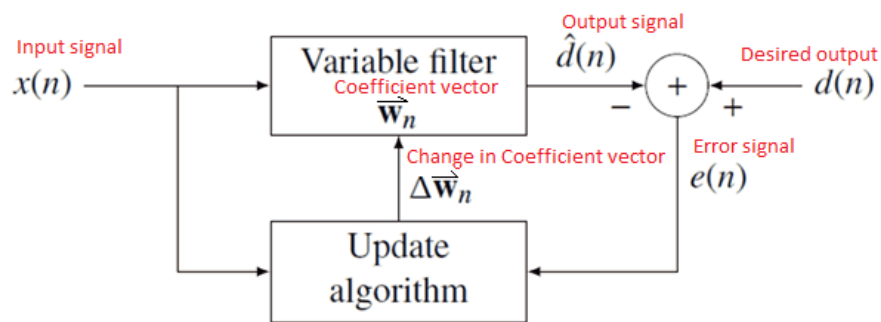 Input signal
x(n)
Variable filter
Coefficient vector
w⃗ₙ
Output signal
d̂(n)
−
+
+
Desired output
d(n)
Change in Coefficient vector
Δw⃗ₙ
Error signal
e(n)
Update
algorithm